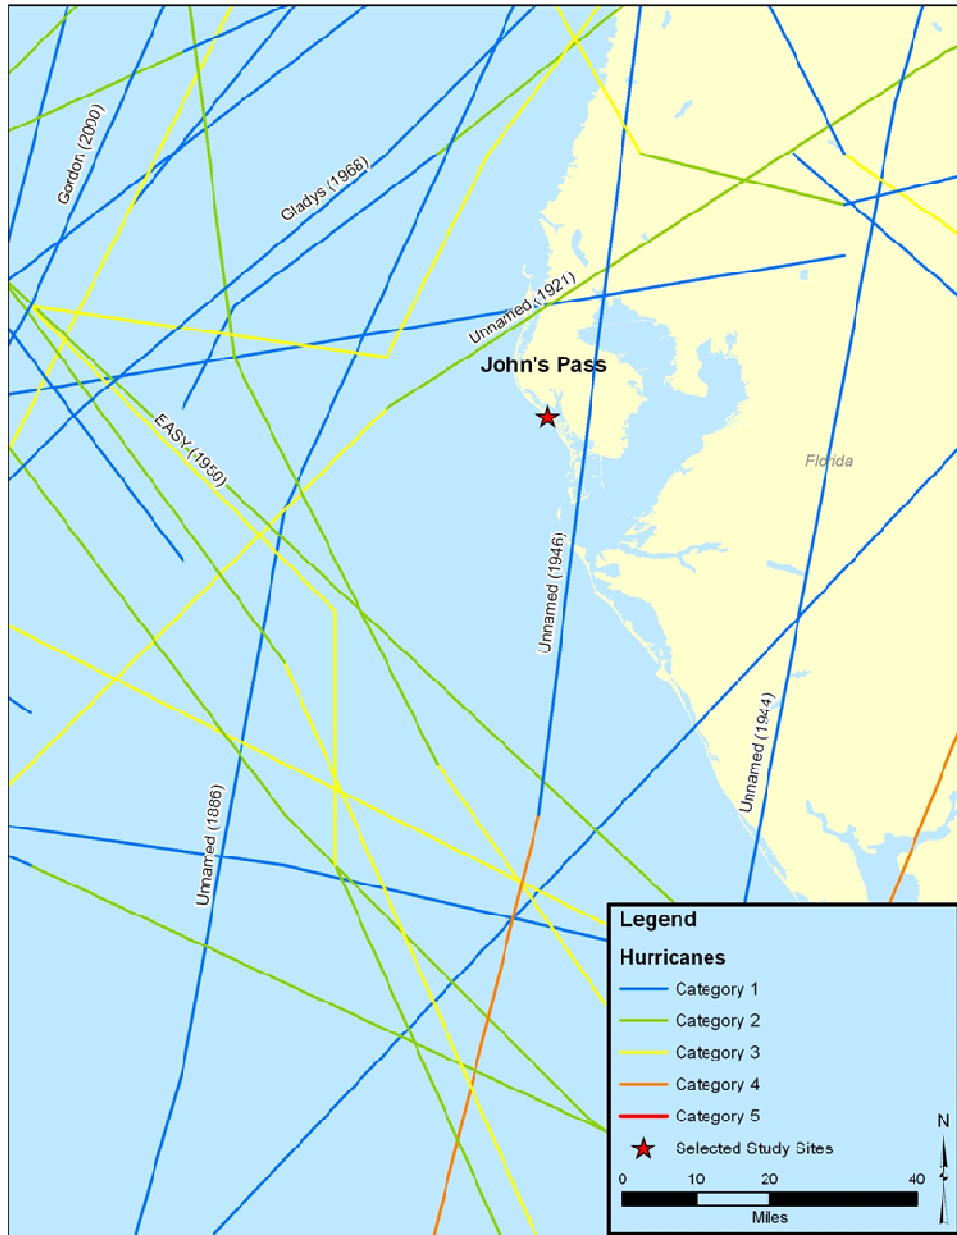 Gordon (2000)
Gladys (1968)
Unnamed (1921)
John's Pass
EASY (1950)
Florida
Unnamed (1946)
Unnamed (1944)
Unnamed (1886)
Legend
Hurricanes
Category 1
Category 2
Category 3
Category 4
Category 5
Selected Study Sites
N
0 10 20 40
Miles